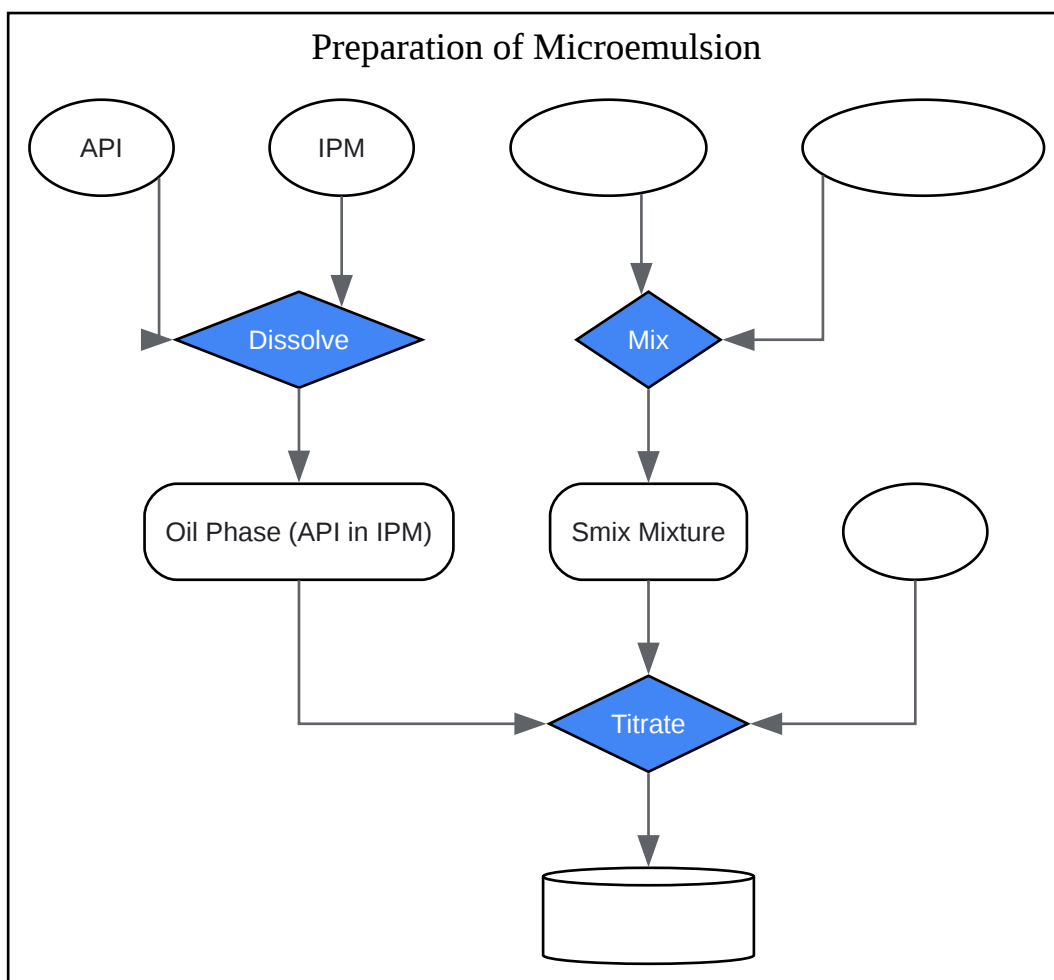 Preparation of Microemulsion
API
IPM
Dissolve
Mix
Oil Phase (API in IPM)
Smix Mixture
Titrate